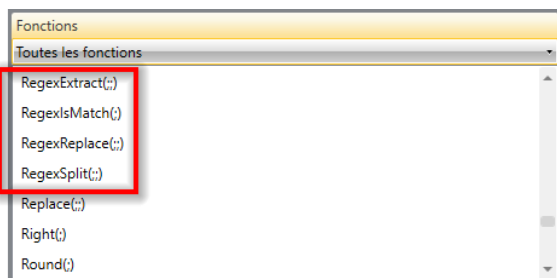 Fonctions
Toutes les fonctions
RegexExtract(;;)
RegexIsMatch(;)
RegexReplace(;;)
RegexSplit(;;)
Replace(;;)
Right(;)
Round(;)